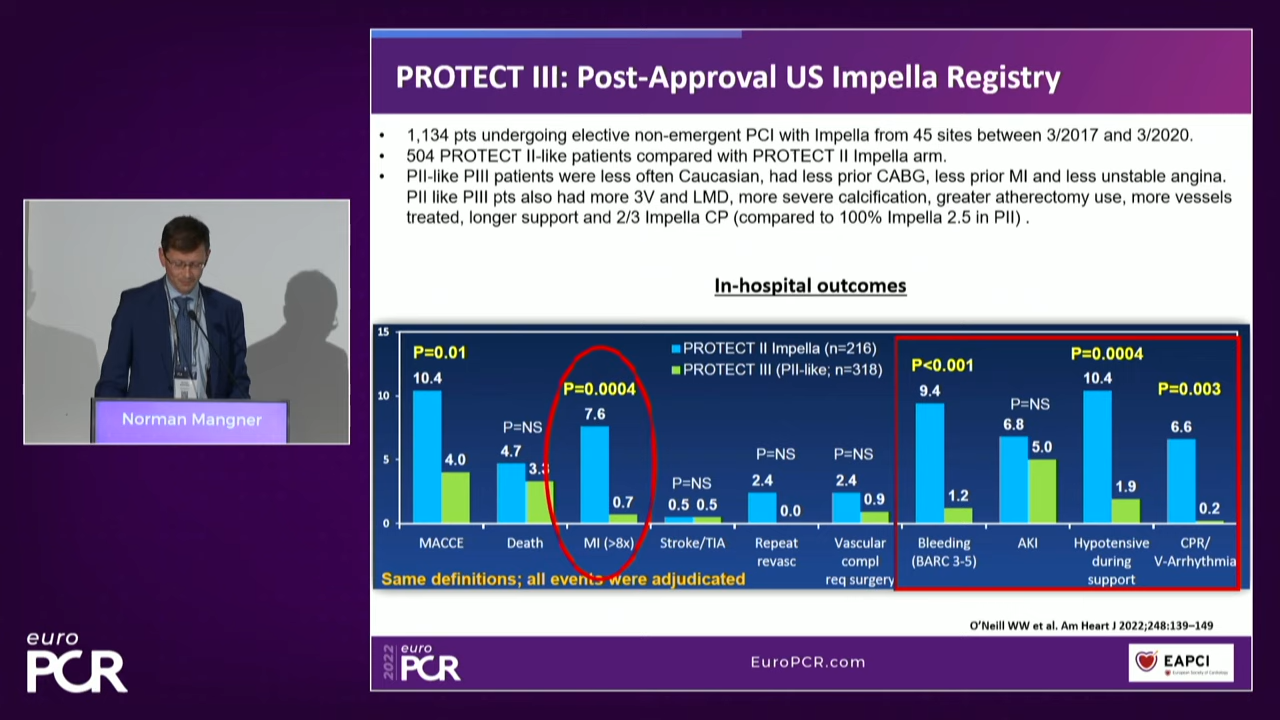 PROTECT III: Post-Approval US Impella Registry
• 1,134 pts undergoing elective non-emergent PCI with Impella from 45 sites between 3/2017 and 3/2020.
• 504 PROTECT II-like patients compared with PROTECT II Impella arm.
• PII-like PIII patients were less often Caucasian, had less prior CABG, less prior MI and less unstable angina.
PII like PIII pts also had more 3V and LMD, more severe calcification, greater atherectomy use, more vessels
treated, longer support and 2/3 Impella CP (compared to 100% Impella 2.5 in PII) .
In-hospital outcomes
15
10
5
0
PROTECT II Impella (n=216)
PROTECT III (PII-like; n=318)
P=0.01
10.4
4.0
MACCE
P=NS
4.7
3.3
Death
P=0.0004
7.6
0.7
MI (>8x)
P=NS
0.5 0.5
Stroke/TIA
P=NS
2.4
0.0
Repeat
revasc
P=NS
2.4
0.9
Vascular
compl
req surgery
P<0.001
9.4
1.2
Bleeding
(BARC 3-5)
P=NS
6.8
5.0
AKI
P=0.0004
10.4
1.9
Hypotensive
during
support
P=0.003
6.6
0.2
CPR/
V-Arrhythmia
Same definitions; all events were adjudicated
O'Neill WW et al. Am Heart J 2022;248:139–149
Norman Mangner
euro
PCR
2022
euro
PCR
EuroPCR.com
EAPCI